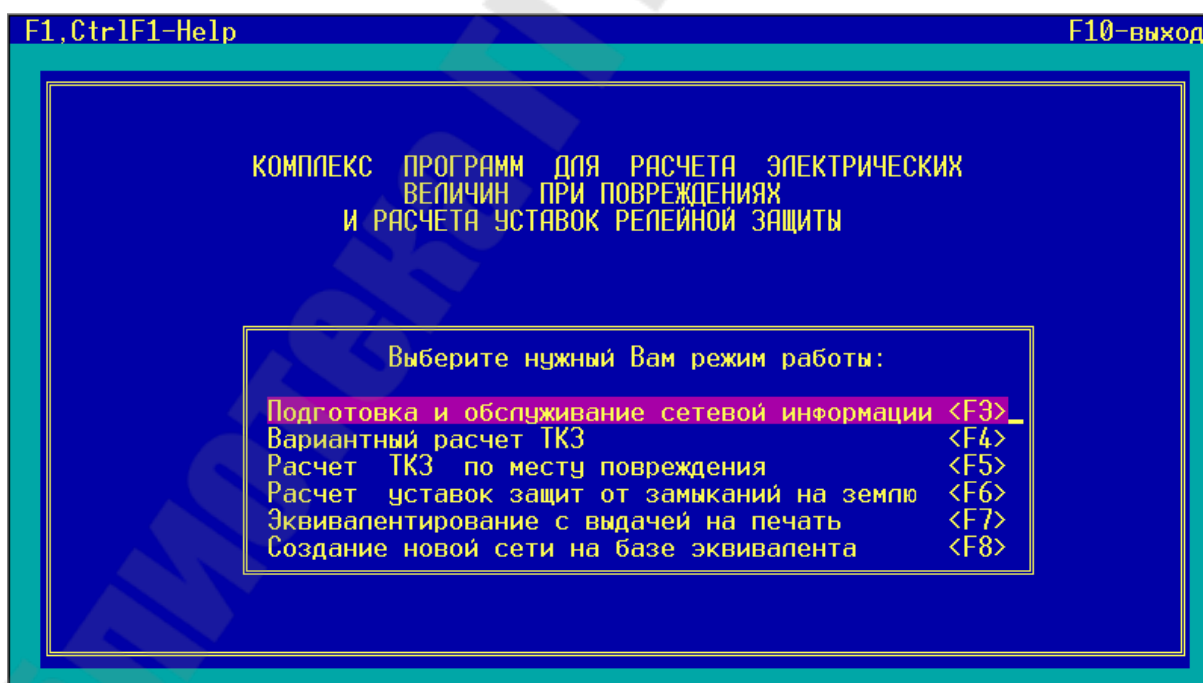 F1,CtrlF1-Help F10-выход
КОМПЛЕКС ПРОГРАММ ДЛЯ РАСЧЕТА ЭЛЕКТРИЧЕСКИХ
ВЕЛИЧИН ПРИ ПОВРЕЖДЕНИЯХ
И РАСЧЕТА УСТАВОК РЕЛЕЙНОЙ ЗАЩИТЫ
Выберите нужный Вам режим работы:
Подготовка и обслуживание сетевой информации <F3>
Вариантный расчет ТКЗ <F4>
Расчет ТКЗ по месту повреждения <F5>
Расчет уставок защит от замыканий на землю <F6>
Эквивалентирование с выдачей на печать <F7>
Создание новой сети на базе эквивалента <F8>